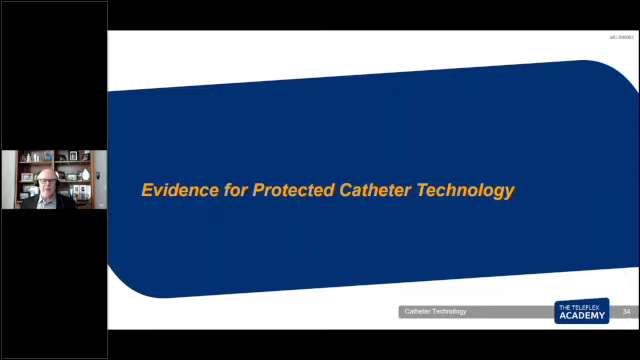 Evidence for Protected Catheter Technology
Catheter Technology
THE TELEFLEX
ACADEMY
34